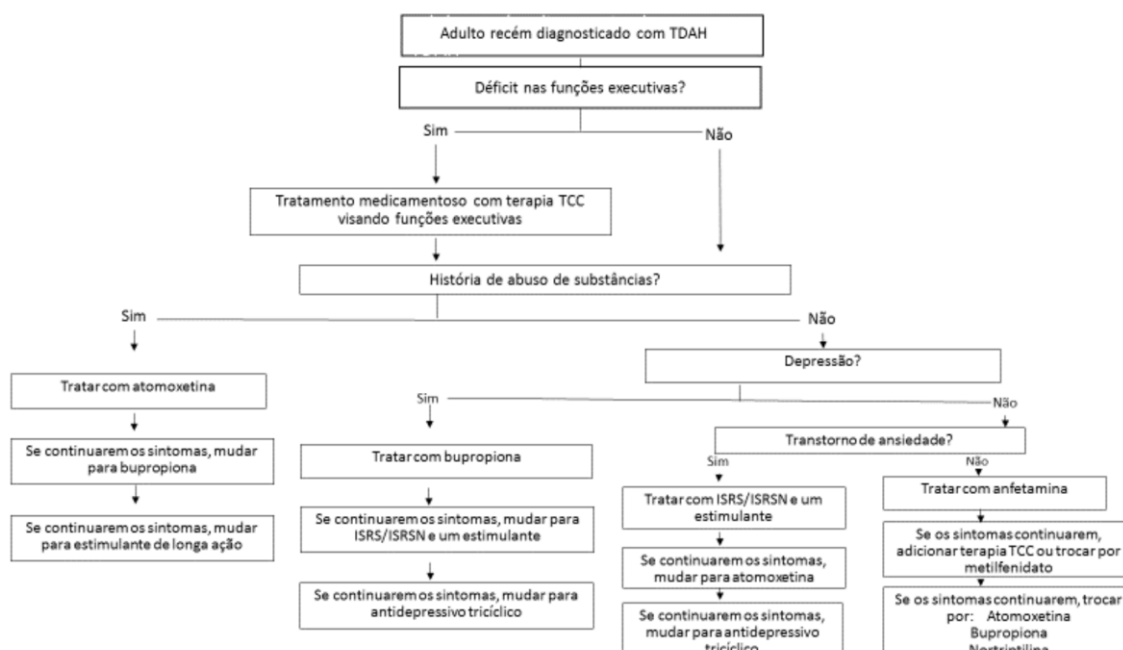 Adulto recém diagnosticado com TDAH
Déficit nas funções executivas?
Sim
Não
Tratamento medicamentoso com terapia TCC
visando funções executivas
História de abuso de substâncias?
Sim
Não
Depressão?
Tratar com atomoxetina
Sim
Não
Se continuarem os sintomas, mudar
para bupropiona
Tratar com bupropiona
Transtorno de ansiedade?
Sim
Não
Se continuarem os sintomas, mudar
para estimulante de longa ação
Se continuarem os sintomas, mudar para
ISRS/ISRSN e um estimulante
Tratar com ISRS/ISRSN e um
estimulante
Tratar com anfetamina
Se continuarem os sintomas, mudar para
antidepressivo tricíclico
Se continuarem os sintomas,
mudar para atomoxetina
Se os sintomas continuarem,
adicionar terapia TCC ou trocar por
metilfenidato
Se continuarem os sintomas,
mudar para antidepressivo
tricíclico
Se os sintomas continuarem, trocar
por: Atomoxetina
Bupropiona
Nortriptilina